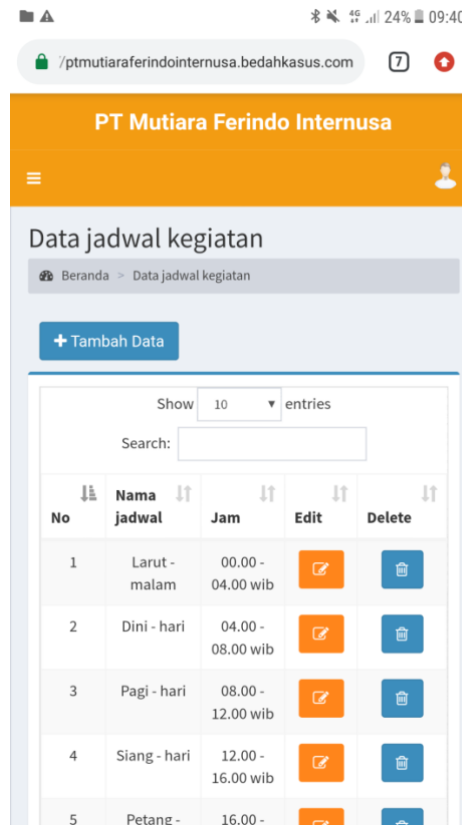 4G 24% 09:40
/ptmutiaraferindointernusa.bedahkasus.com 7
PT Mutiara Ferindo Internusa
Data jadwal kegiatan
Beranda > Data jadwal kegiatan
+ Tambah Data
Show 10 entries
Search:
No Nama jadwal Jam Edit Delete
1 Larut - malam 00.00 - 04.00 wib
2 Dini - hari 04.00 - 08.00 wib
3 Pagi - hari 08.00 - 12.00 wib
4 Siang - hari 12.00 - 16.00 wib
5 Petang - 16.00 -